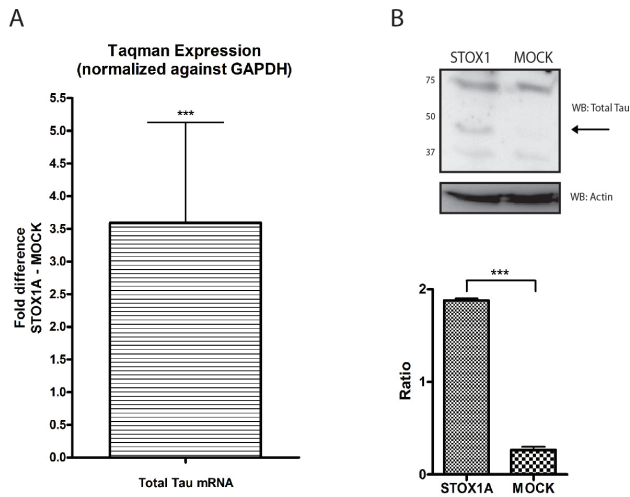 A
Taqman Expression
(normalized against GAPDH)
Fold difference
STOX1A - MOCK
5.5
5.0
4.5
4.0
3.5
3.0
2.5
2.0
1.5
1.0
0.5
0.0
***
Total Tau mRNA
B
STOX1 MOCK
75
50
37
WB: Total Tau
WB: Actin
***
Ratio
2
1
0
STOX1A MOCK